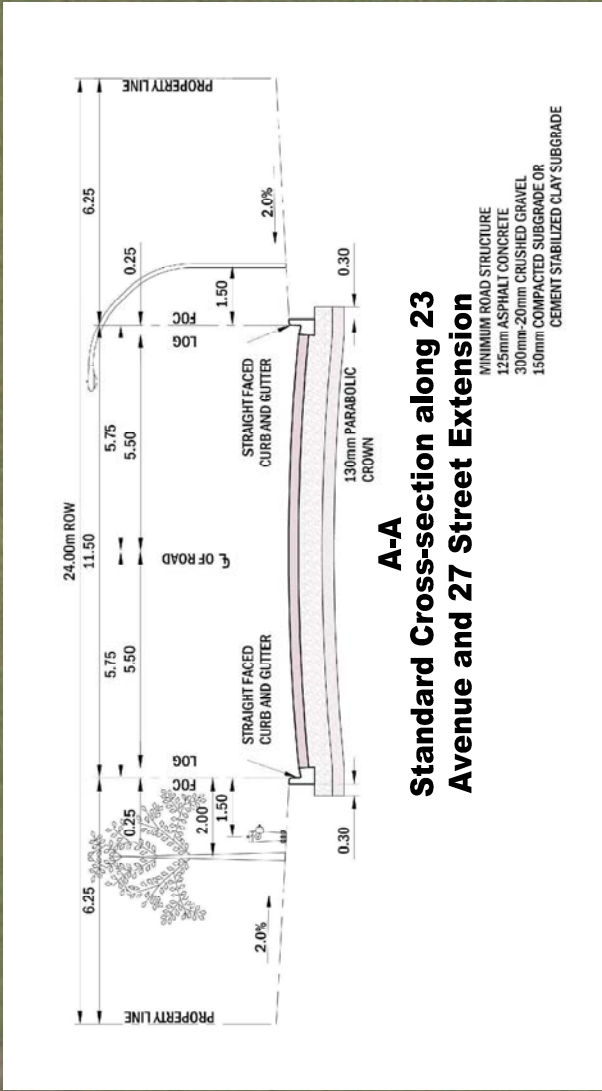 24.00m ROW
6.25
11.50
6.25
5.75
5.75
0.25
5.50
5.50
0.25
PROPERTY LINE
FOC
LOG
℄ OF ROAD
LOG
FOC
PROPERTY LINE
2.00
1.50
1.50
STRAIGHT FACED
CURB AND GUTTER
STRAIGHT FACED
CURB AND GUTTER
2.0%
2.0%
0.30
130mm PARABOLIC
CROWN
0.30
A-A
Standard Cross-section along 23
Avenue and 27 Street Extension
MINIMUM ROAD STRUCTURE
125mm ASPHALT CONCRETE
300mm-20mm CRUSHED GRAVEL
150mm COMPACTED SUBGRADE OR
CEMENT STABILIZED CLAY SUBGRADE